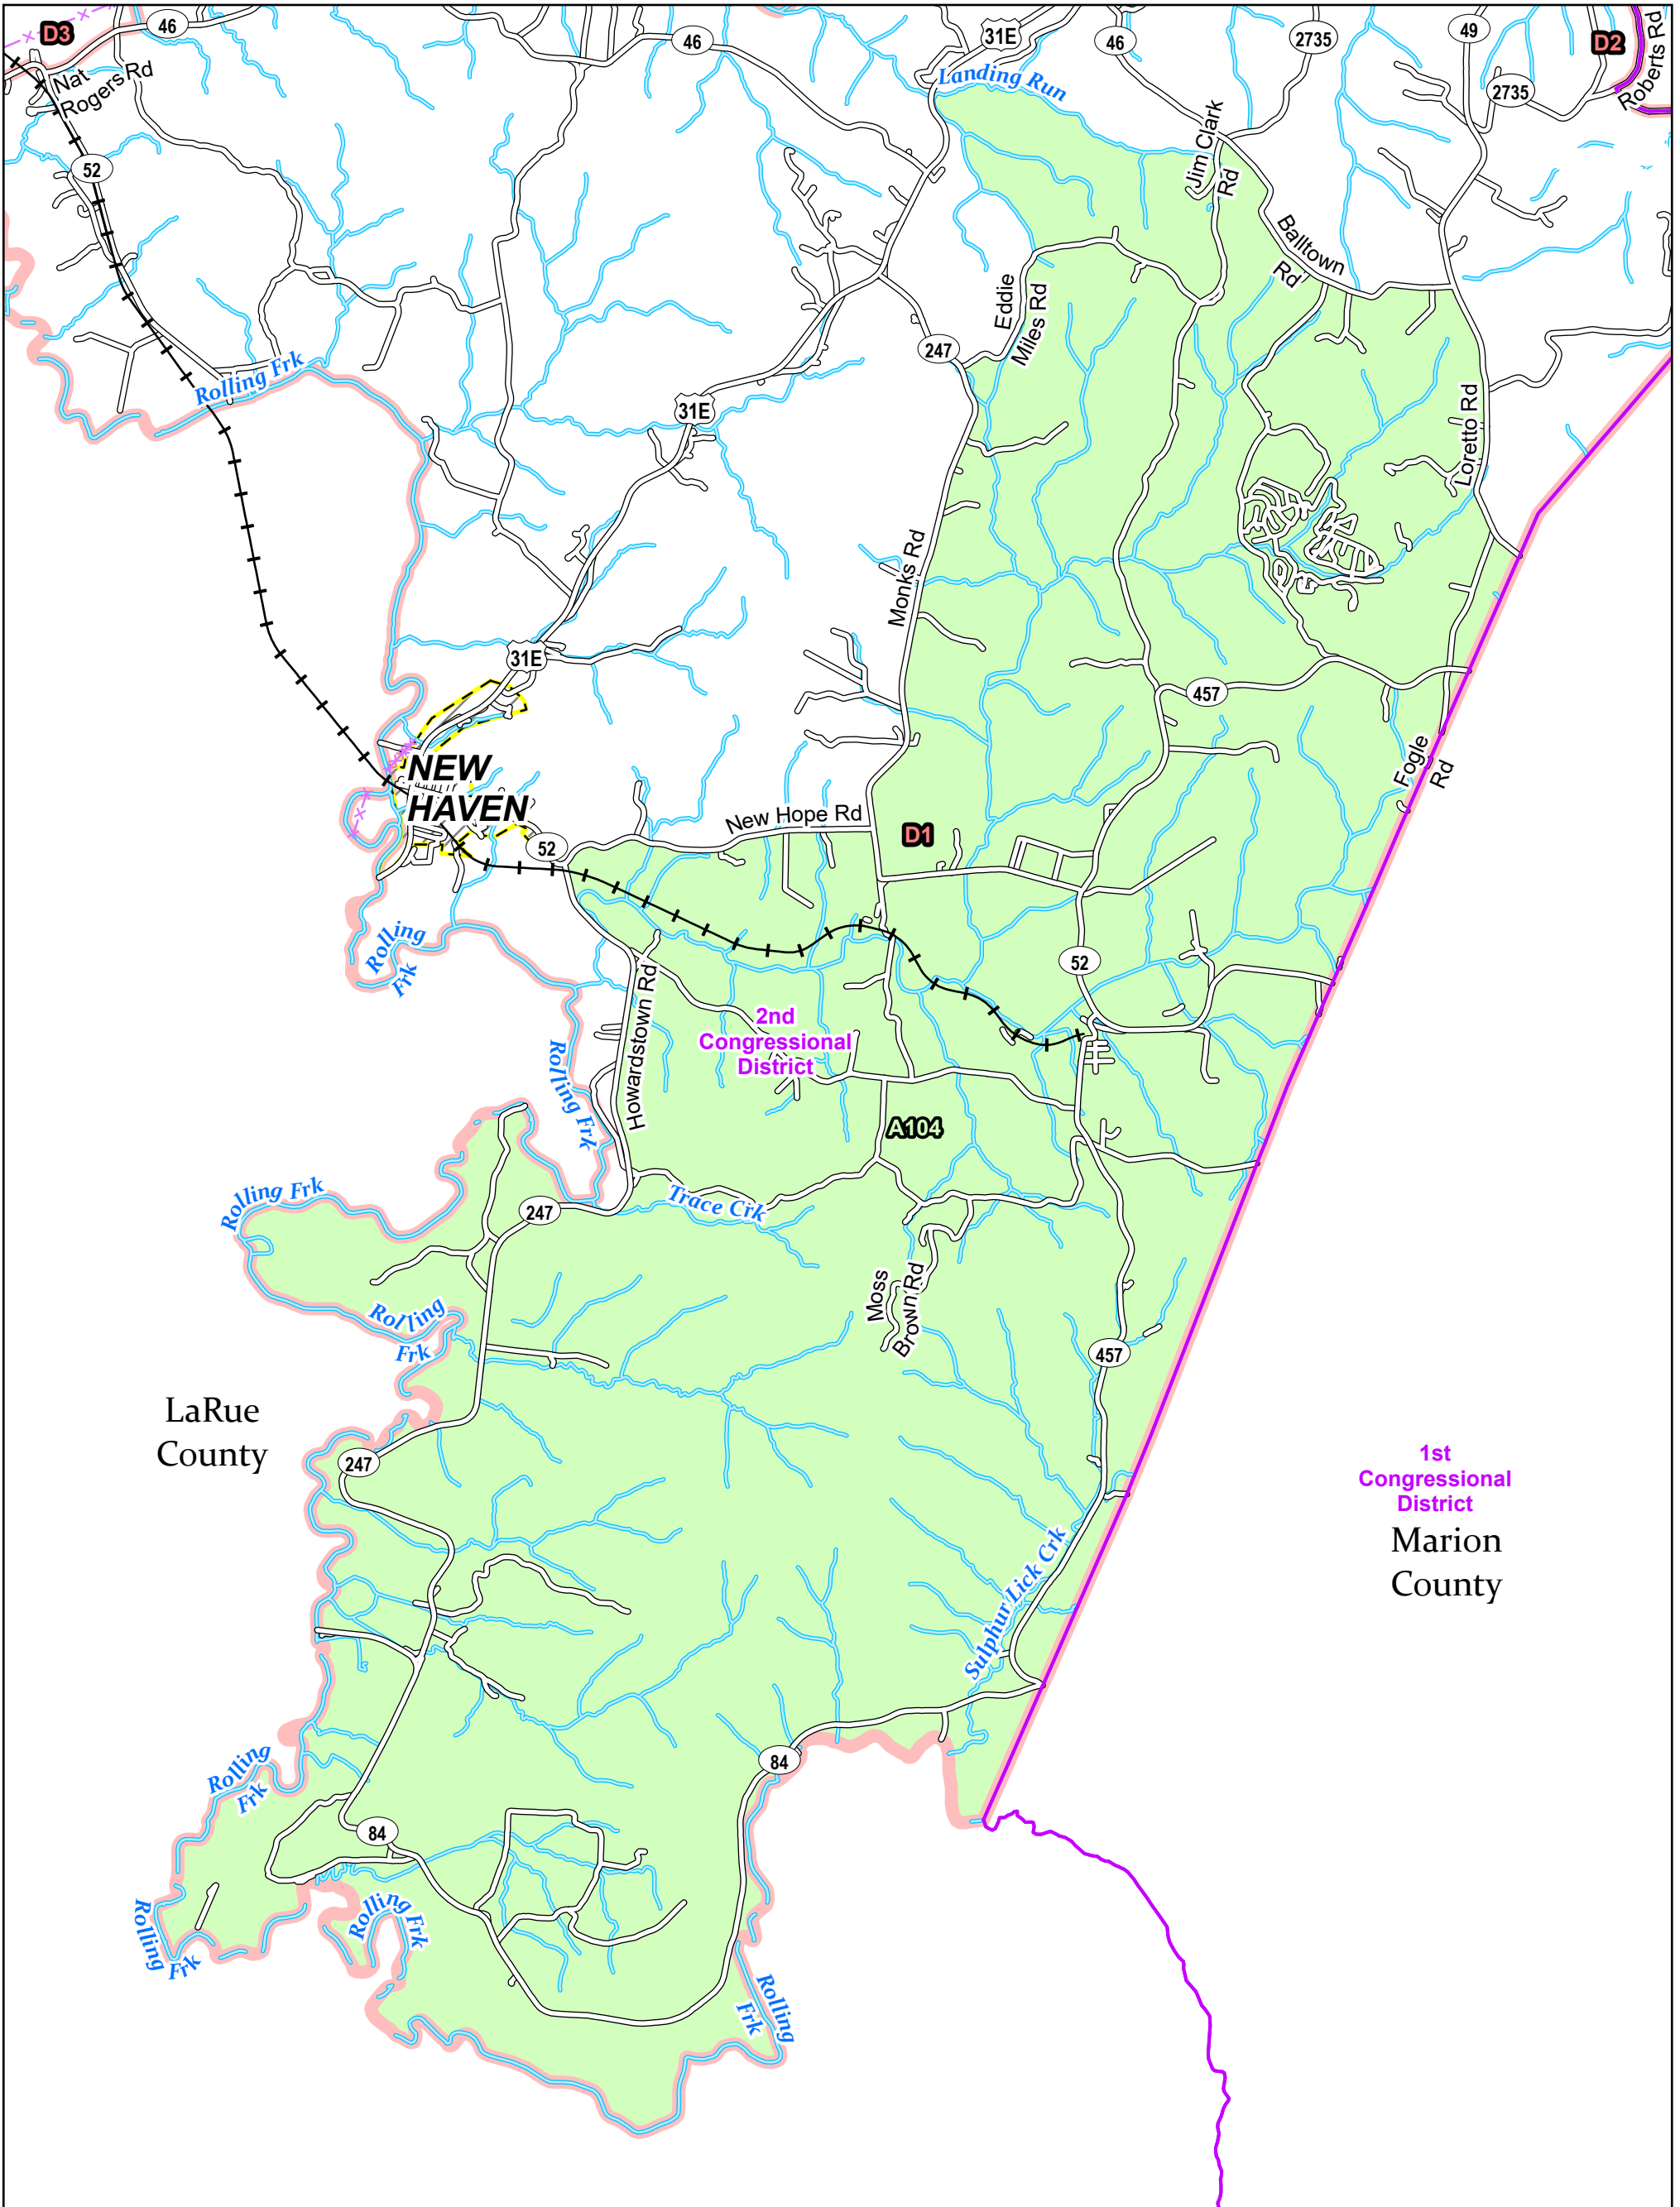 D3
46
46
31E
46
2735
49
D2
Roberts Rd
Nat
Rogers Rd
Landing Run
2735
52
Jim Clark
Rd
Balltown
Rd
Eddie
Miles Rd
247
Rolling Frk
31E
Loretto Rd
Monks Rd
31E
457
NEW
HAVEN
Fogle
Rd
New Hope Rd
D1
52
Rolling
Frk
52
Howardstown Rd
2nd
Congressional
District
Rolling Frk
A104
Rolling Frk
Trace Crk
247
Moss
Brown Rd
Rolling
Frk
457
LaRue
County
247
1st
Congressional
District
Marion
County
Sulphur Lick Crk
84
Rolling
Frk
84
Rolling
Frk
Rolling Frk
Rolling
Frk